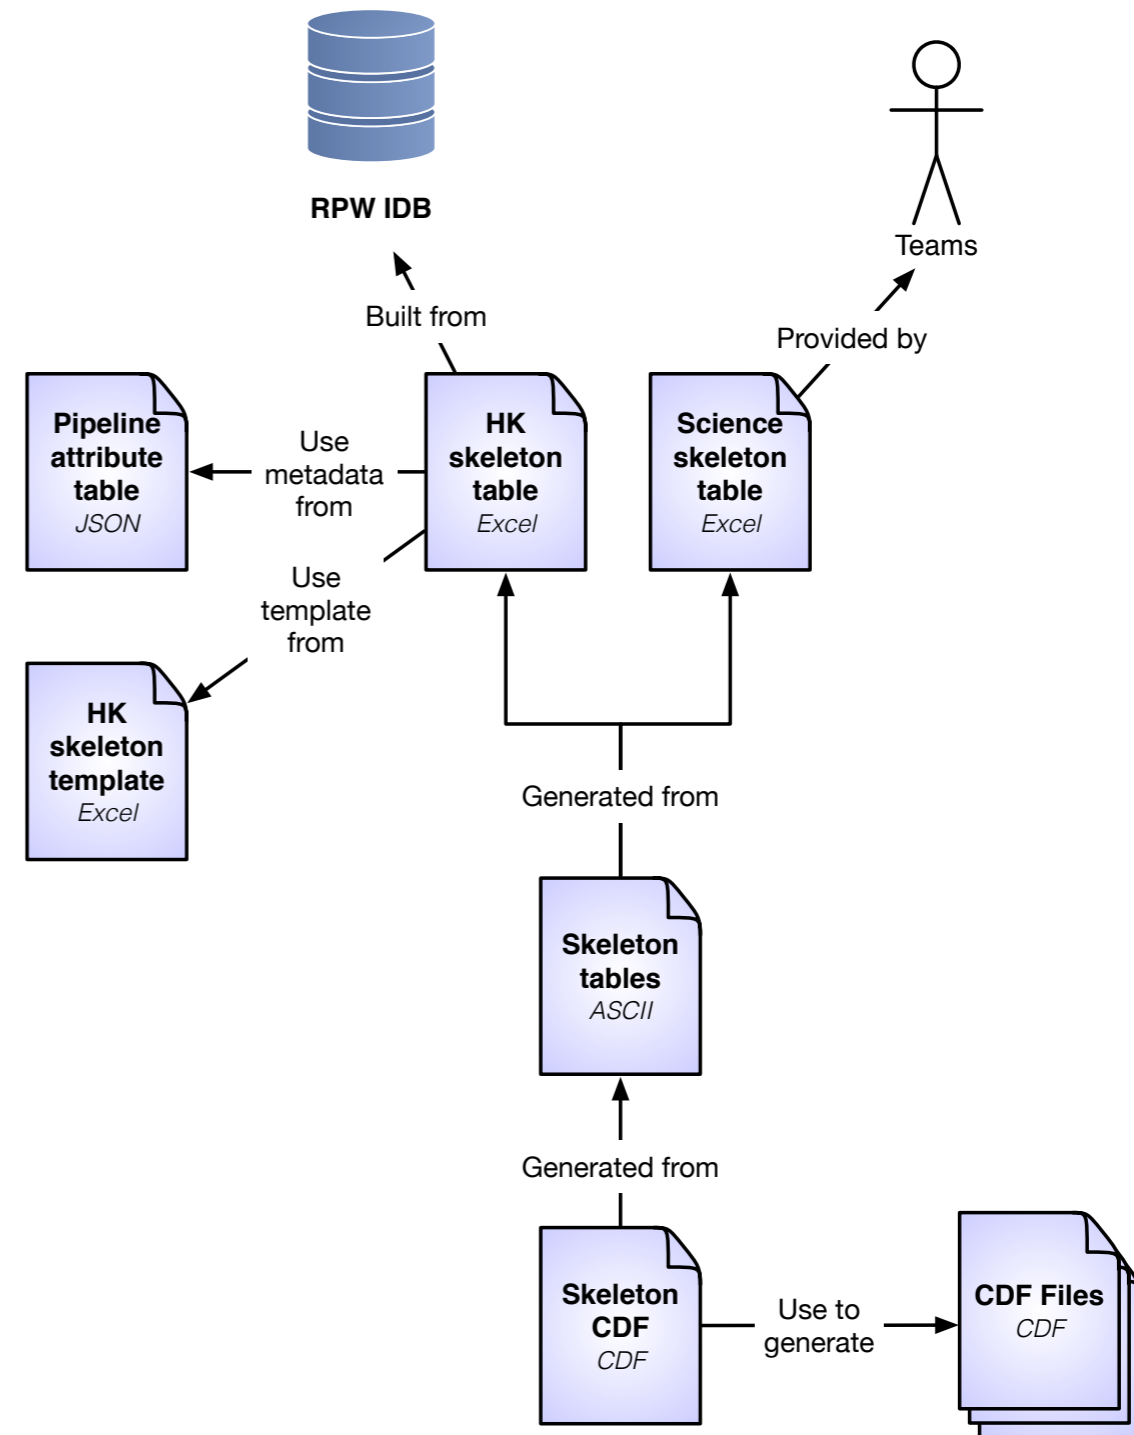 RPW IDB
Teams
Built from
Provided by
Pipeline
attribute
table
JSON
Use
metadata
from
HK
skeleton
table
Excel
Science
skeleton
table
Excel
Use
template
from
HK
skeleton
template
Excel
Generated from
Skeleton
tables
ASCII
Generated from
Skeleton
CDF
CDF
Use to
generate
CDF Files
CDF